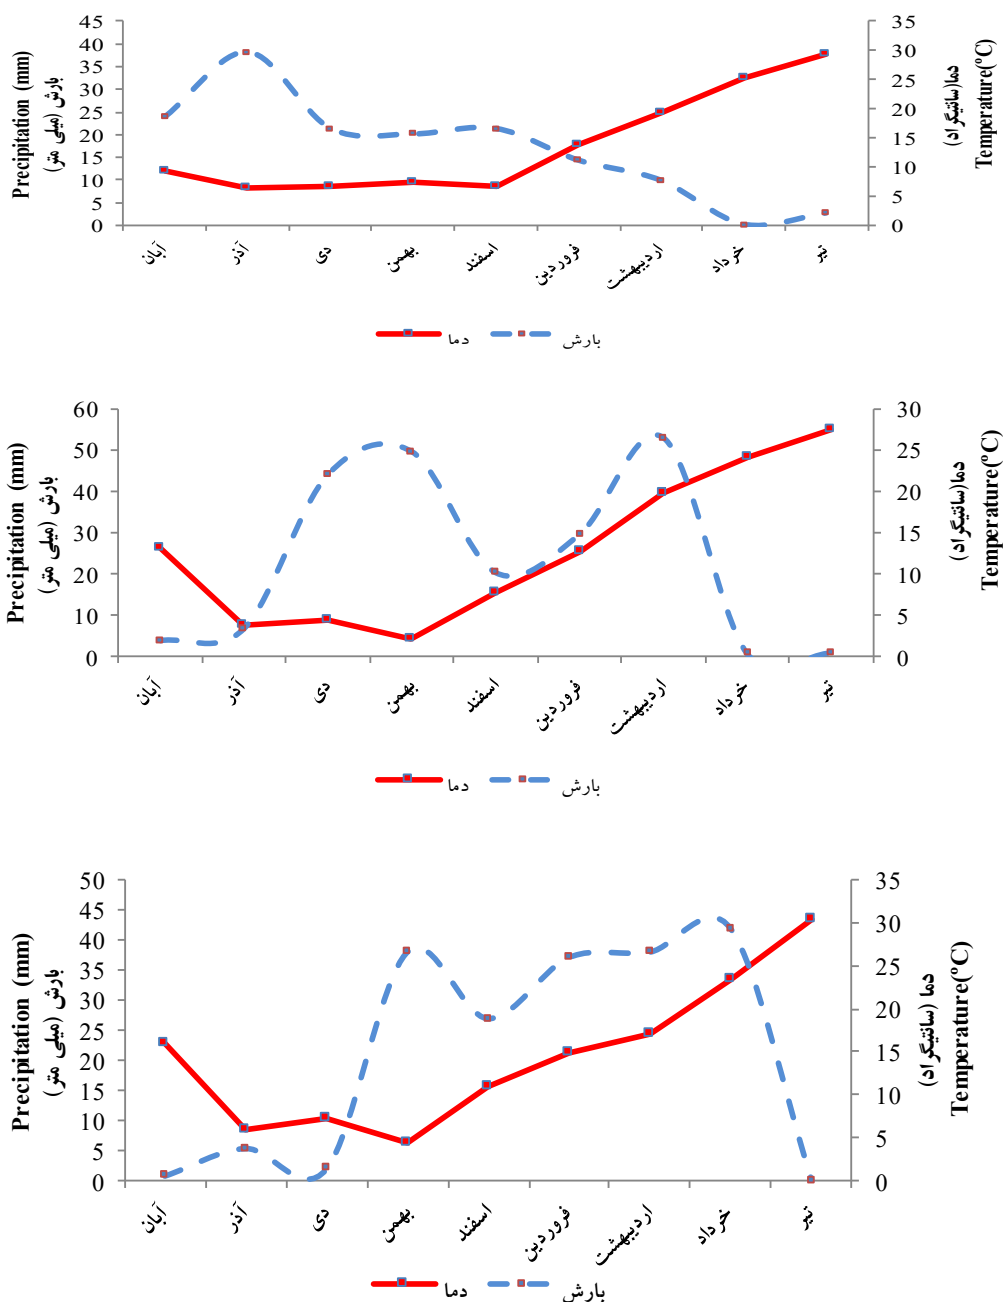 Precipitation (mm)
بارش (میلی متر)
45
40
35
30
25
20
15
10
5
0
35
30
25
20
15
10
5
0
دما(سانتیگراد)
Temperature(ºC)
آبان
آذر
دی
بهمن
اسفند
فروردین
اردیبهشت
خرداد
تیر
دما
بارش
Precipitation (mm)
بارش (میلی متر)
60
50
40
30
20
10
0
30
25
20
15
10
5
0
دما(سانتیگراد)
Temperature(ºC)
آبان
آذر
دی
بهمن
اسفند
فروردین
اردیبهشت
خرداد
تیر
دما
بارش
Precipitation (mm)
بارش (میلی متر)
50
45
40
35
30
25
20
15
10
5
0
35
30
25
20
15
10
5
0
دما (سانتیگراد)
Temperature(ºC)
آبان
آذر
دی
بهمن
اسفند
فروردین
اردیبهشت
خرداد
تیر
دما
بارش